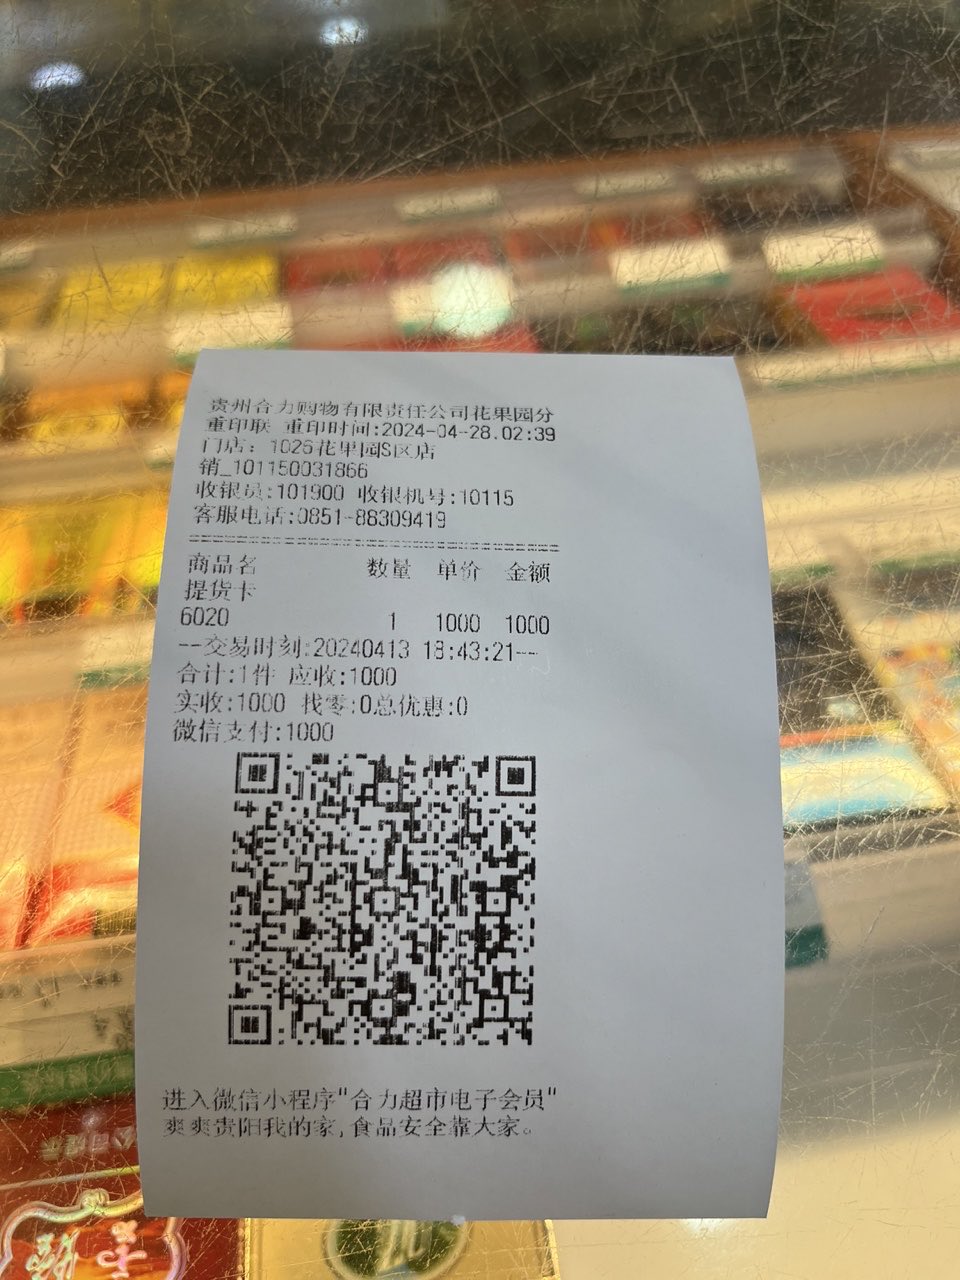 贵州合力购物有限责任公司花果园分
重印联 重印时间:2024-04-28.02:39
门店: 1026花果园S区店
销_101150031866
收银员:101900 收银机号:10115
客服电话:0851-88309419
商品名 数量 单价 金额
提货卡
6020 1 1000 1000
--交易时刻:20240413 18:43:21--
合计:1件 应收:1000
实收:1000 找零:0总优惠:0
微信支付:1000
进入微信小程序"合力超市电子会员"
爽爽贵阳我的家,食品安全靠大家。